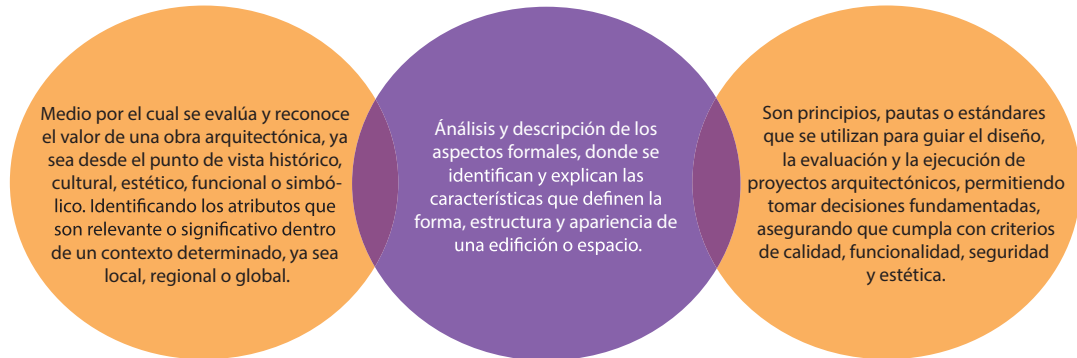 Medio por el cual se evalúa y reconoce
el valor de una obra arquitectónica, ya
sea desde el punto de vista histórico,
cultural, estético, funcional o simbó-
lico. Identificando los atributos que
son relevante o significativo dentro
de un contexto determinado, ya sea
local, regional o global.
Ánálisis y descripción de los
aspectos formales, donde se
identifican y explican las
características que definen la
forma, estructura y apariencia de
una edifición o espacio.
Son principios, pautas o estándares
que se utilizan para guiar el diseño,
la evaluación y la ejecución de
proyectos arquitectónicos, permitiendo
tomar decisiones fundamentadas,
asegurando que cumpla con criterios
de calidad, funcionalidad, seguridad
y estética.